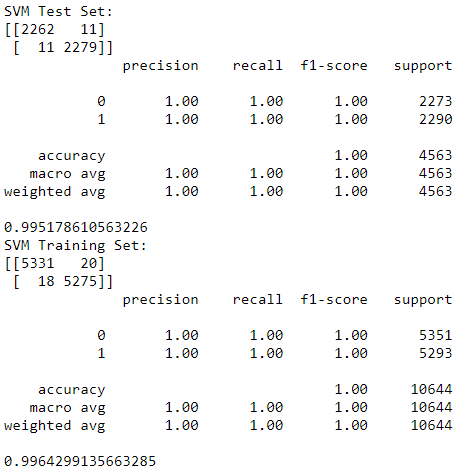 SVM Test Set:
[[2262   11]
 [  11 2279]]
              precision    recall  f1-score   support

           0       1.00      1.00      1.00      2273
           1       1.00      1.00      1.00      2290

    accuracy                           1.00      4563
   macro avg       1.00      1.00      1.00      4563
weighted avg       1.00      1.00      1.00      4563

0.995178610563226
SVM Training Set:
[[5331   20]
 [  18 5275]]
              precision    recall  f1-score   support

           0       1.00      1.00      1.00      5351
           1       1.00      1.00      1.00      5293

    accuracy                           1.00     10644
   macro avg       1.00      1.00      1.00     10644
weighted avg       1.00      1.00      1.00     10644

0.9964299135663285